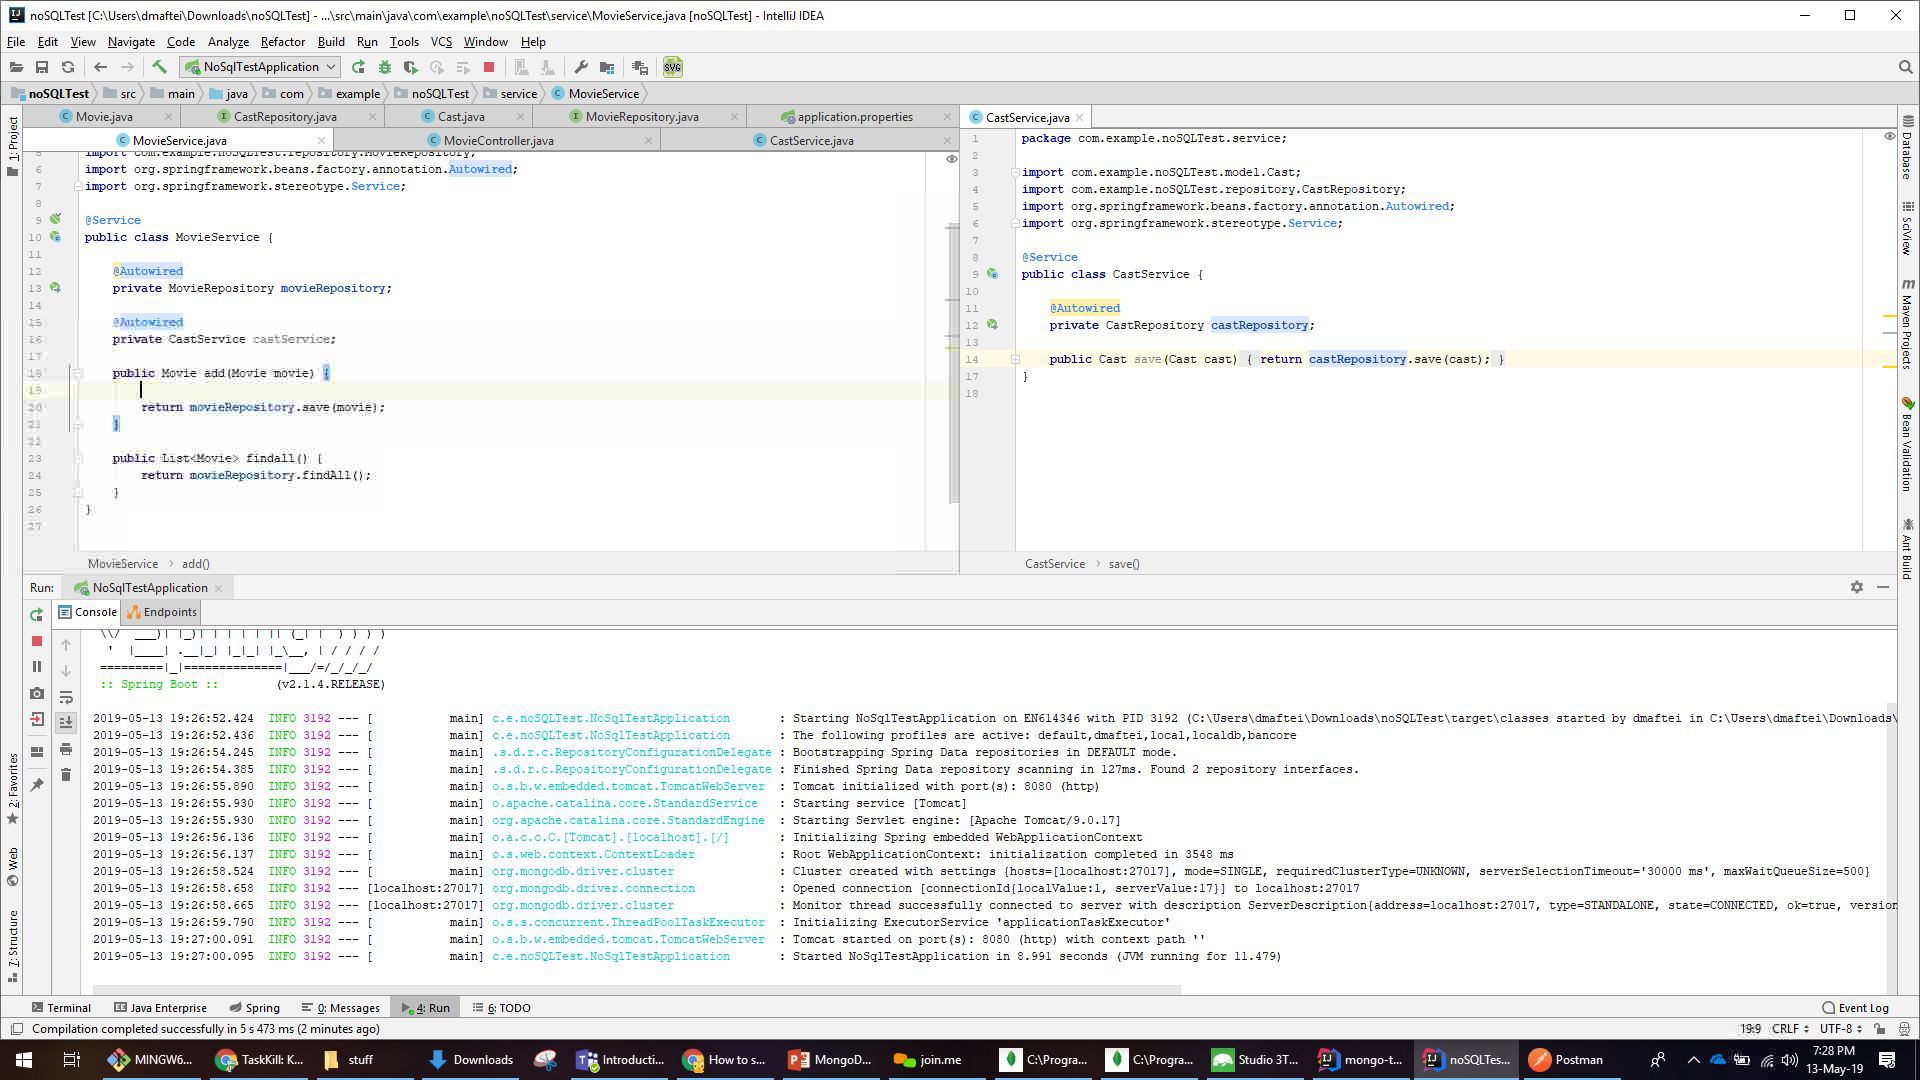 noSQLTest [C:\Users\dmaftei\Downloads\noSQLTest] - ...\src\main\java\com\example\noSQLTest\service\MovieService.java [noSQLTest] - IntelliJ IDEA
File Edit View Navigate Code Analyze Refactor Build Run Tools VCS Window Help
NoSqlTestApplication SVG
noSQLTest src main java com example noSQLTest service MovieService
Movie.java CastRepository.java Cast.java MovieRepository.java application.properties
MovieService.java MovieController.java CastService.java
import com.example.noSQLTest.repository.MovieRepository;
6 import org.springframework.beans.factory.annotation.Autowired;
7 import org.springframework.stereotype.Service;
8
9 @Service
10 public class MovieService {
11
12 @Autowired
13 private MovieRepository movieRepository;
14
15 @Autowired
16 private CastService castService;
17
18 public Movie add(Movie movie) {
19
20 return movieRepository.save(movie);
21 }
22
23 public List<Movie> findall() {
24 return movieRepository.findAll();
25 }
26 }
27
MovieService > add()
CastService.java
1 package com.example.noSQLTest.service;
2
3 import com.example.noSQLTest.model.Cast;
4 import com.example.noSQLTest.repository.CastRepository;
5 import org.springframework.beans.factory.annotation.Autowired;
6 import org.springframework.stereotype.Service;
7
8 @Service
9 public class CastService {
10
11 @Autowired
12 private CastRepository castRepository;
13
14 public Cast save(Cast cast) { return castRepository.save(cast); }
17 }
18
CastService > save()
1: Project
2: Favorites
Web
7: Structure
Database
SciView
Maven Projects
Bean Validation
Ant Build
Run: NoSqlTestApplication
Console Endpoints
\\/ ___)| |_)| | | | | || (_| | ) ) ) )
' |____| .__|_| |_|_| |_\__, | / / / /
=========|_|==============|___/=/_/_/_/
:: Spring Boot :: (v2.1.4.RELEASE)
2019-05-13 19:26:52.424 INFO 3192 --- [ main] c.e.noSQLTest.NoSqlTestApplication : Starting NoSqlTestApplication on EN614346 with PID 3192 (C:\Users\dmaftei\Downloads\noSQLTest\target\classes started by dmaftei in C:\Users\dmaftei\Downloads\
2019-05-13 19:26:52.436 INFO 3192 --- [ main] c.e.noSQLTest.NoSqlTestApplication : The following profiles are active: default,dmaftei,local,localdb,bancore
2019-05-13 19:26:54.245 INFO 3192 --- [ main] .s.d.r.c.RepositoryConfigurationDelegate : Bootstrapping Spring Data repositories in DEFAULT mode.
2019-05-13 19:26:54.385 INFO 3192 --- [ main] .s.d.r.c.RepositoryConfigurationDelegate : Finished Spring Data repository scanning in 127ms. Found 2 repository interfaces.
2019-05-13 19:26:55.890 INFO 3192 --- [ main] o.s.b.w.embedded.tomcat.TomcatWebServer : Tomcat initialized with port(s): 8080 (http)
2019-05-13 19:26:55.930 INFO 3192 --- [ main] o.apache.catalina.core.StandardService : Starting service [Tomcat]
2019-05-13 19:26:55.930 INFO 3192 --- [ main] org.apache.catalina.core.StandardEngine : Starting Servlet engine: [Apache Tomcat/9.0.17]
2019-05-13 19:26:56.136 INFO 3192 --- [ main] o.a.c.c.C.[Tomcat].[localhost].[/] : Initializing Spring embedded WebApplicationContext
2019-05-13 19:26:56.137 INFO 3192 --- [ main] o.s.web.context.ContextLoader : Root WebApplicationContext: initialization completed in 3548 ms
2019-05-13 19:26:58.524 INFO 3192 --- [ main] org.mongodb.driver.cluster : Cluster created with settings {hosts=[localhost:27017], mode=SINGLE, requiredClusterType=UNKNOWN, serverSelectionTimeout='30000 ms', maxWaitQueueSize=500}
2019-05-13 19:26:58.658 INFO 3192 --- [localhost:27017] org.mongodb.driver.connection : Opened connection [connectionId{localValue:1, serverValue:17}] to localhost:27017
2019-05-13 19:26:58.665 INFO 3192 --- [localhost:27017] org.mongodb.driver.cluster : Monitor thread successfully connected to server with description ServerDescription{address=localhost:27017, type=STANDALONE, state=CONNECTED, ok=true, version
2019-05-13 19:26:59.790 INFO 3192 --- [ main] o.s.s.concurrent.ThreadPoolTaskExecutor : Initializing ExecutorService 'applicationTaskExecutor'
2019-05-13 19:27:00.091 INFO 3192 --- [ main] o.s.b.w.embedded.tomcat.TomcatWebServer : Tomcat started on port(s): 8080 (http) with context path ''
2019-05-13 19:27:00.095 INFO 3192 --- [ main] c.e.noSQLTest.NoSqlTestApplication : Started NoSqlTestApplication in 8.991 seconds (JVM running for 11.479)
Terminal Java Enterprise Spring 0: Messages 4: Run 6: TODO Event Log
Compilation completed successfully in 5 s 473 ms (2 minutes ago) 19:9 CRLF UTF-8
MINGW6... TaskKill: K... stuff Downloads Introducti... How to s... MongoD... join.me C:\Progra... C:\Progra... Studio 3T... mongo-t... noSQLTes... Postman 7:28 PM
13-May-19